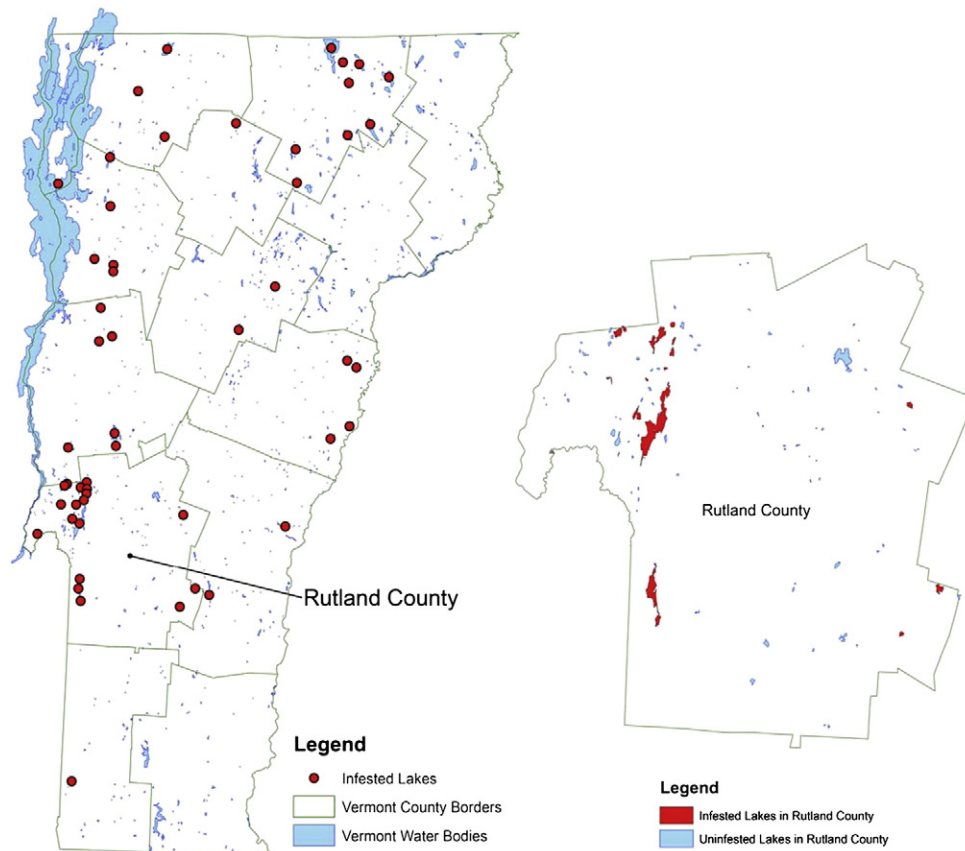 Rutland County
Rutland County
Legend
Infested Lakes
Vermont County Borders
Vermont Water Bodies
Legend
Infested Lakes in Rutland County
Uninfested Lakes in Rutland County